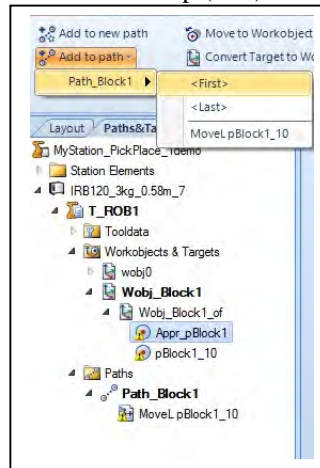 Add to new path Move to Workobject
Add to path Convert Target to Wo
Path_Block1 <First>
<Last>
MoveL pBlock1_10
Layout Paths&Ta
MyStation_PickPlace_1demo
Station Elements
IRB120_3kg_0.58m_7
T_ROB1
Tooldata
Workobjects & Targets
wobj0
Wobj_Block1
Wobj_Block1_of
Appr_pBlock1
pBlock1_10
Paths
Path_Block1
MoveL pBlock1_10